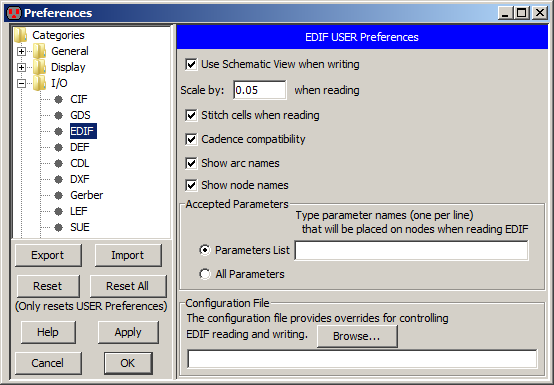 Preferences
Categories
General
Display
I/O
CIF
GDS
EDIF
DEF
CDL
DXF
Gerber
LEF
SUE
Export
Import
Reset
Reset All
(Only resets USER Preferences)
Help
Apply
Cancel
OK
EDIF USER Preferences
Use Schematic View when writing
Scale by: 0.05 when reading
Stitch cells when reading
Cadence compatibility
Show arc names
Show node names
Accepted Parameters
Type parameter names (one per line)
that will be placed on nodes when reading EDIF
Parameters List
All Parameters
Configuration File
The configuration file provides overrides for controlling
EDIF reading and writing. Browse...